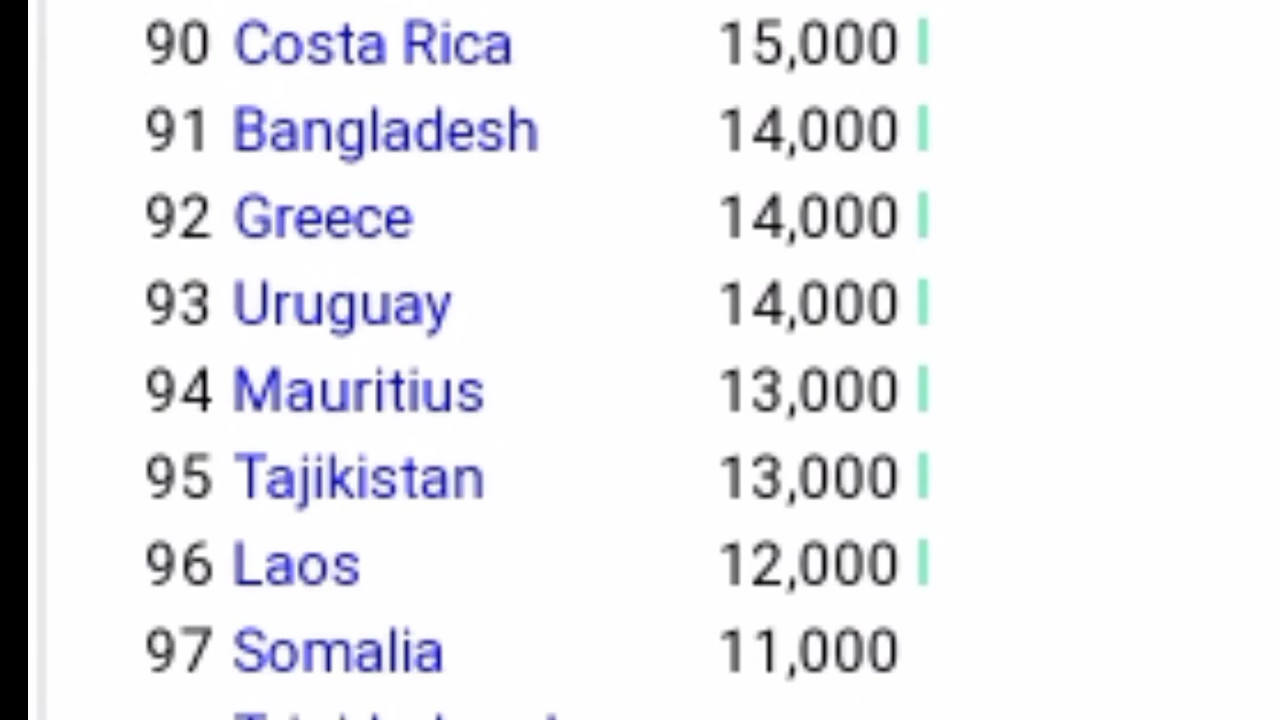 90 Costa Rica 15,000
91 Bangladesh 14,000
92 Greece 14,000
93 Uruguay 14,000
94 Mauritius 13,000
95 Tajikistan 13,000
96 Laos 12,000
97 Somalia 11,000